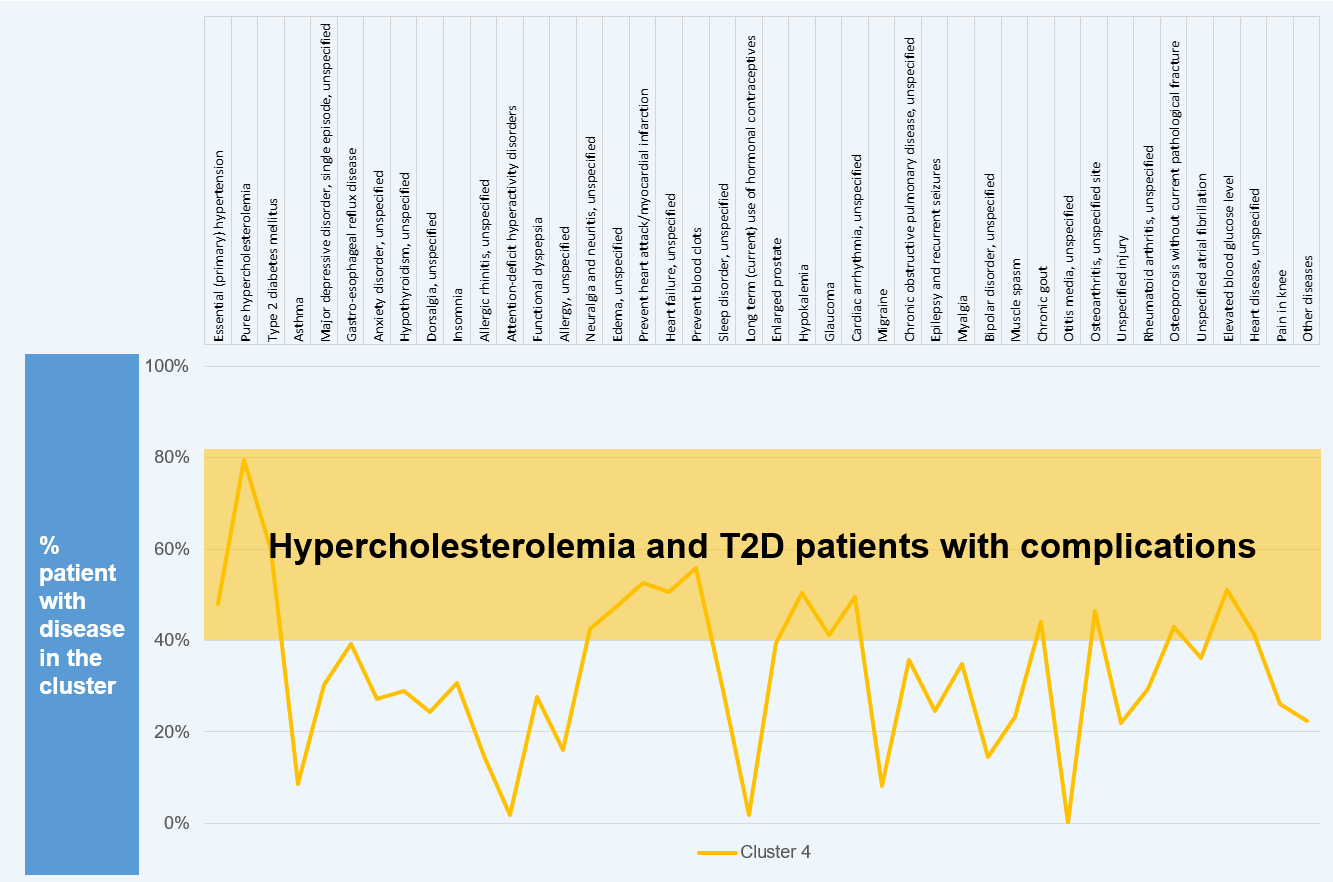 Essential (primary) hypertension
Pure hypercholesterolemia
Type 2 diabetes mellitus
Asthma
Major depressive disorder, single episode, unspecified
Gastro-esophageal reflux disease
Anxiety disorder, unspecified
Hypothyroidism, unspecified
Dorsalgia, unspecified
Insomnia
Allergic rhinitis, unspecified
Attention-deficit hyperactivity disorders
Functional dyspepsia
Allergy, unspecified
Neuralgia and neuritis, unspecified
Edema, unspecified
Prevent heart attack/myocardial infarction
Heart failure, unspecified
Prevent blood clots
Sleep disorder, unspecified
Long term (current) use of hormonal contraceptives
Enlarged prostate
Hypokalemia
Glaucoma
Cardiac arrhythmia, unspecified
Migraine
Chronic obstructive pulmonary disease, unspecified
Epilepsy and recurrent seizures
Myalgia
Bipolar disorder, unspecified
Muscle spasm
Chronic gout
Otitis media, unspecified
Osteoarthritis, unspecified site
Unspecified injury
Rheumatoid arthritis, unspecified
Osteoporosis without current pathological fracture
Unspecified atrial fibrillation
Elevated blood glucose level
Heart disease, unspecified
Pain in knee
Other diseases
100%
80%
60%
40%
20%
0%
%
patient
with
disease
in the
cluster
Hypercholesterolemia and T2D patients with complications
Cluster 4